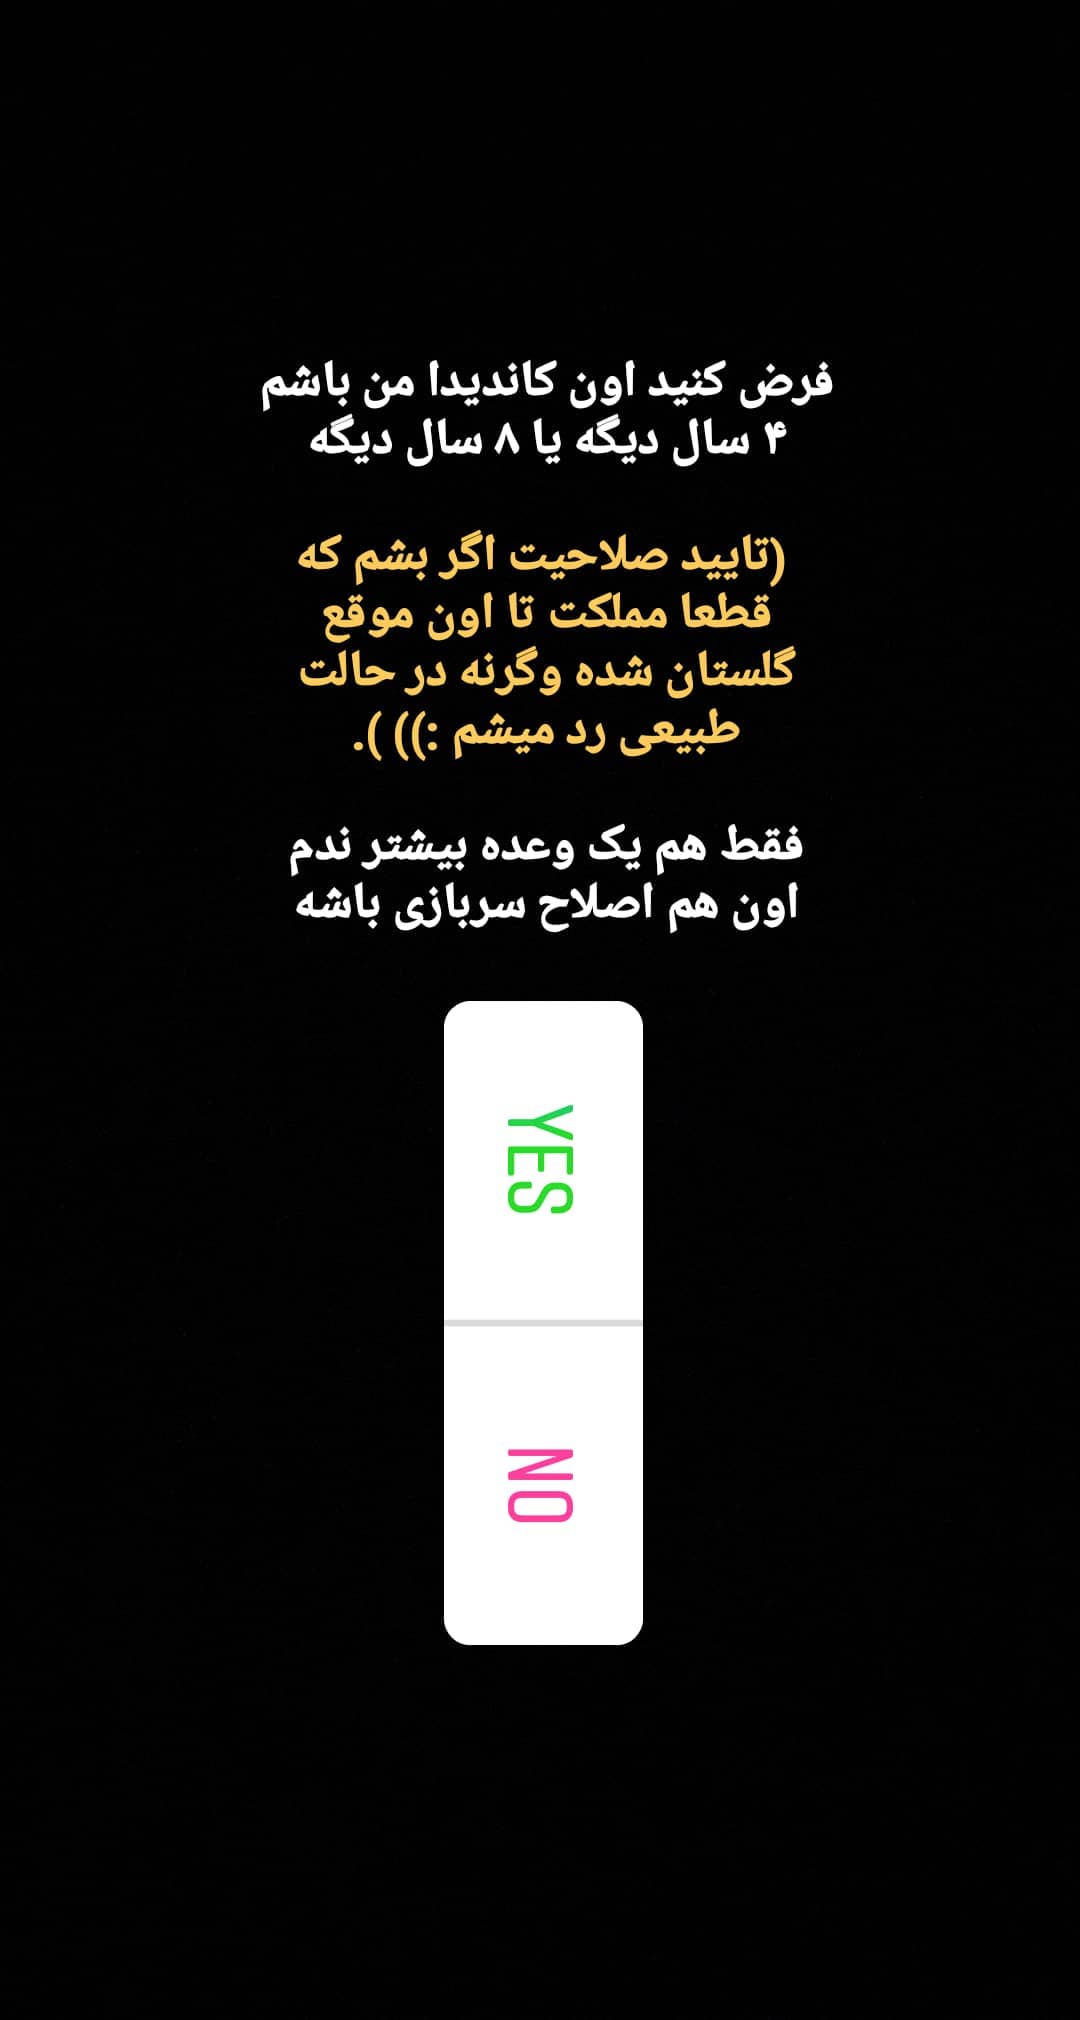 فرض کنید اون کاندیدا من باشم
۴ سال دیگه یا ۸ سال دیگه
(تایید صلاحیت اگر بشم که
قطعا مملکت تا اون موقع
گلستان شده وگرنه در حالت
طبیعی رد میشم :))) ).
فقط هم یک وعده بیشتر ندم
اون هم اصلاح سربازی باشه
YES
NO